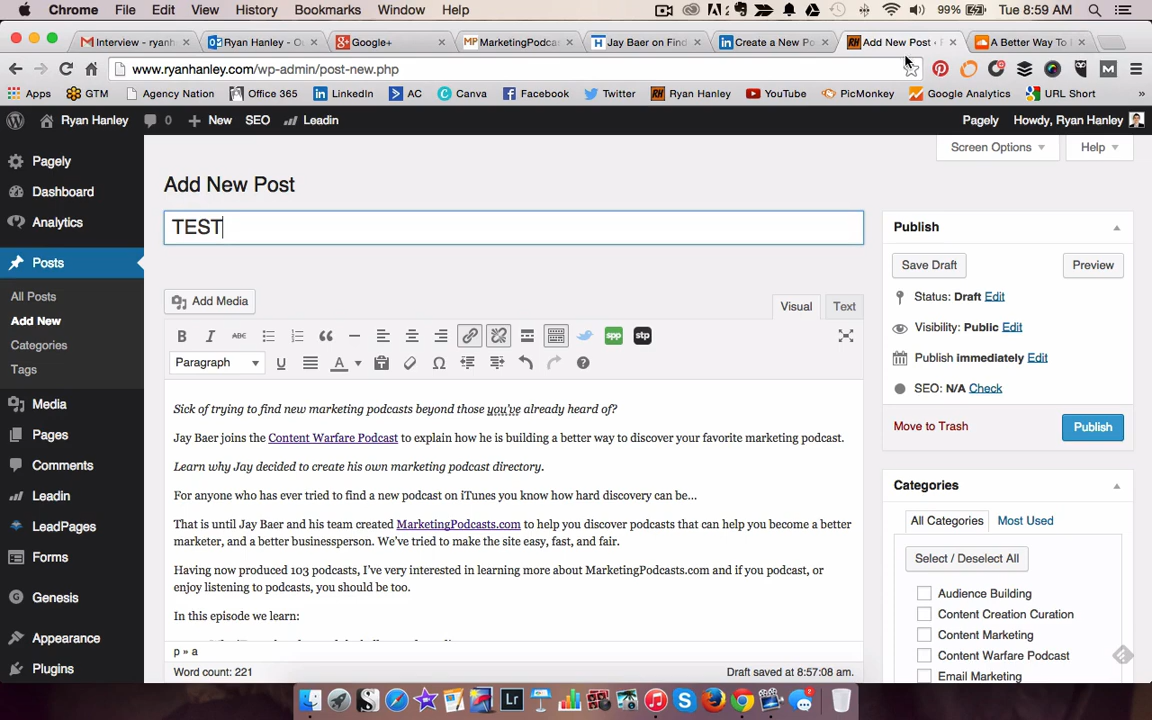 Chrome File Edit View History Bookmarks Window Help 99% Tue 8:59 AM
Interview - ryanh Ryan Hanley - Ou Google+ MP MarketingPodcas Jay Baer on Find in Create a New Po RH Add New Post ‹ A Better Way To
www.ryanhanley.com/wp-admin/post-new.php
Apps GTM Agency Nation Office 365 LinkedIn AC Canva Facebook Twitter Ryan Hanley YouTube PicMonkey Google Analytics URL Short »
Ryan Hanley 0 New SEO Leadin Pagely Howdy, Ryan Hanley
Screen Options Help
Pagely
Dashboard
Analytics
Posts
All Posts
Add New
Categories
Tags
Media
Pages
Comments
Leadin
LeadPages
Forms
Genesis
Appearance
Plugins
Add New Post
TEST
Add Media
Visual Text
B I ABC spp stp
Paragraph U A Ω ?
Sick of trying to find new marketing podcasts beyond those you've already heard of?
Jay Baer joins the Content Warfare Podcast to explain how he is building a better way to discover your favorite marketing podcast.
Learn why Jay decided to create his own marketing podcast directory.
For anyone who has ever tried to find a new podcast on iTunes you know how hard discovery can be...
That is until Jay Baer and his team created MarketingPodcasts.com to help you discover podcasts that can help you become a better
marketer, and a better businessperson. We've tried to make the site easy, fast, and fair.
Having now produced 103 podcasts, I've very interested in learning more about MarketingPodcasts.com and if you podcast, or
enjoy listening to podcasts, you should be too.
In this episode we learn:
p » a
Word count: 221 Draft saved at 8:57:08 am.
Publish
Save Draft Preview
Status: Draft Edit
Visibility: Public Edit
Publish immediately Edit
SEO: N/A Check
Move to Trash Publish
Categories
All Categories Most Used
Select / Deselect All
Audience Building
Content Creation Curation
Content Marketing
Content Warfare Podcast
Email Marketing
Lr